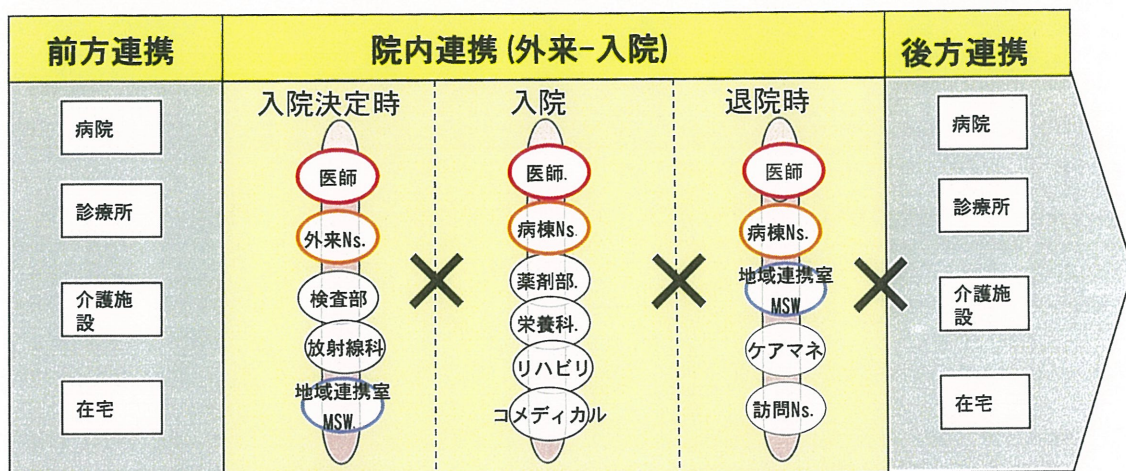 前方連携
院内連携(外来-入院)
後方連携
病院
診療所
介護施
設
在宅
入院決定時
医師
外来Ns.
検査部
放射線科
地域連携室
MSW.
入院
医師.
病棟Ns.
薬剤部.
栄養科.
リハビリ
コメディカル
退院時
医師
病棟Ns.
地域連携室
MSW
ケアマネ
訪問Ns.
病院
診療所
介護施
設
在宅